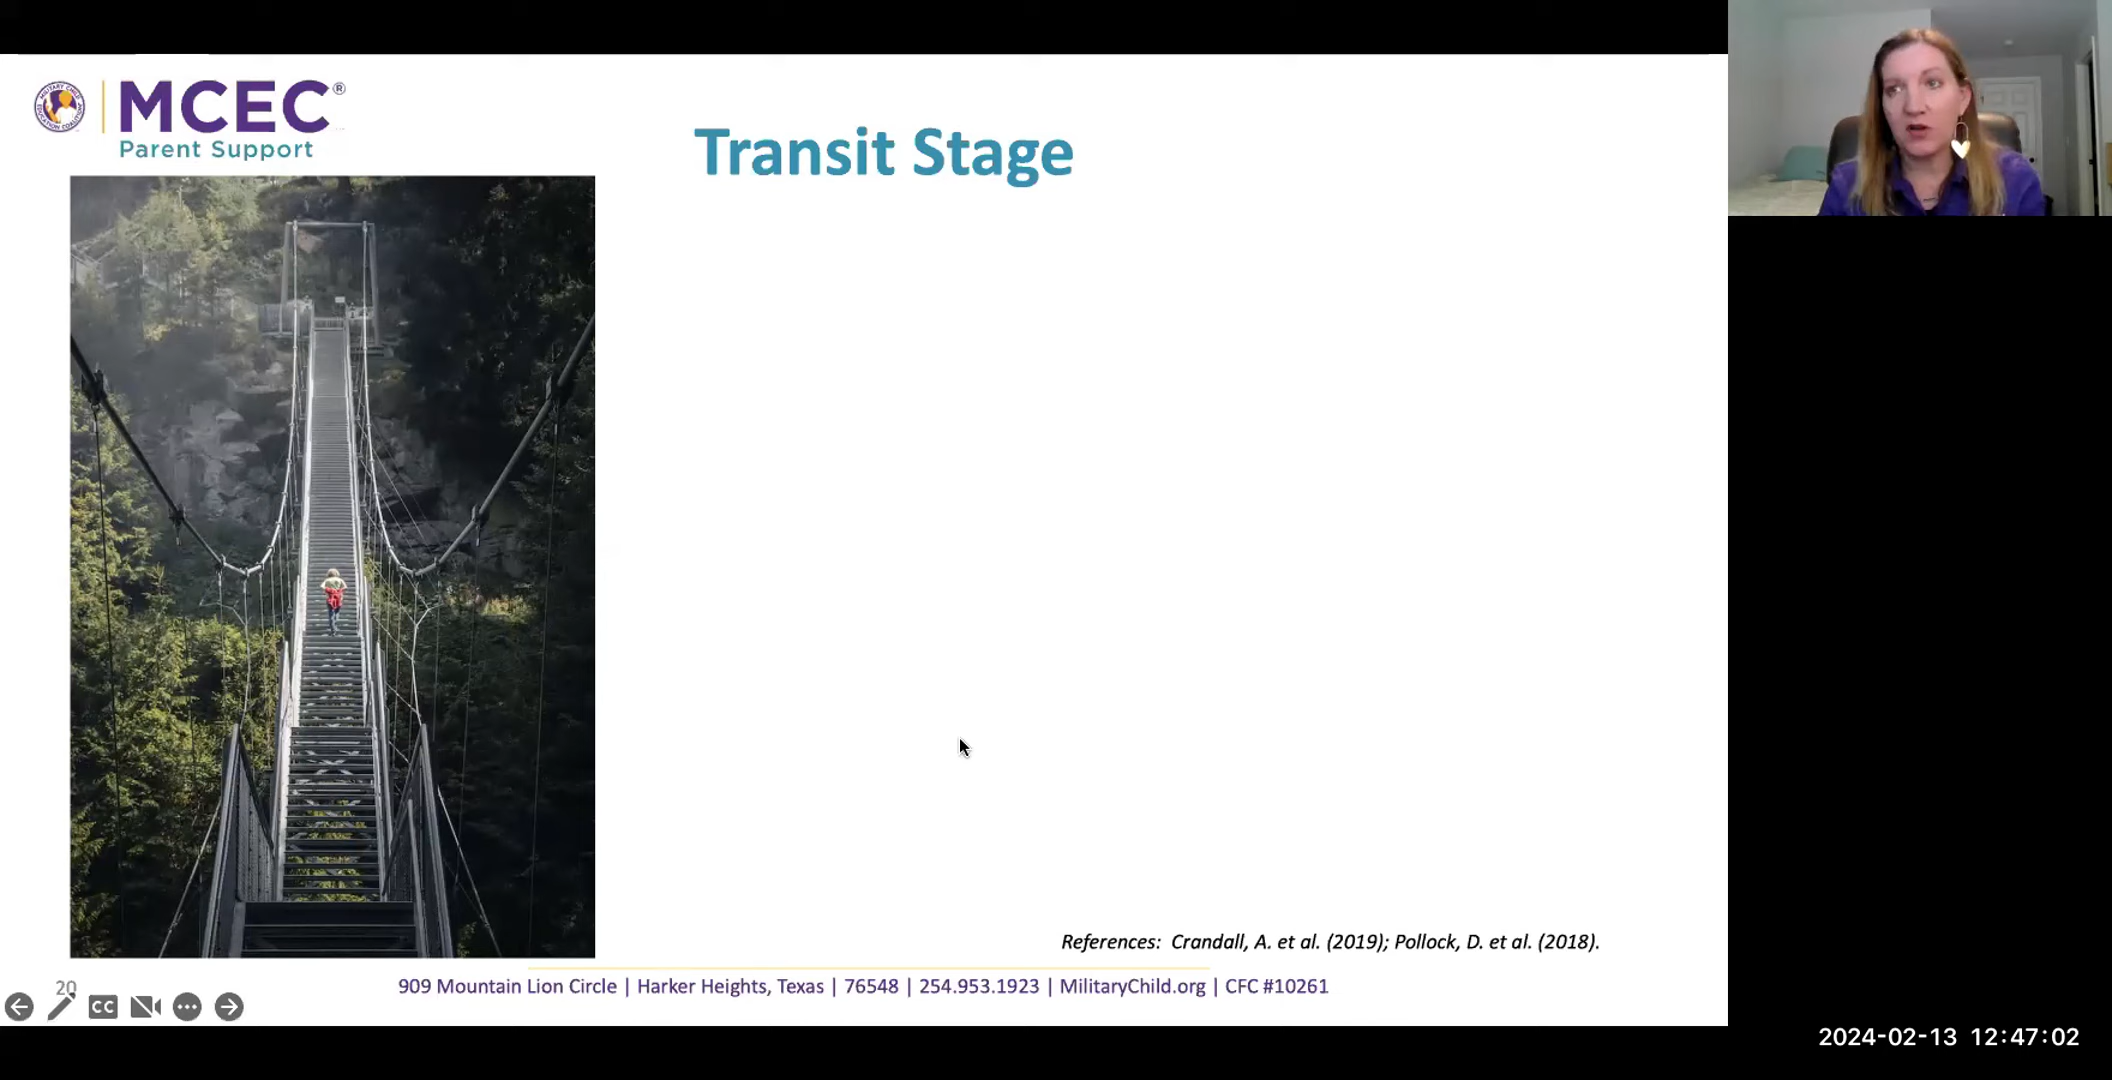 MCEC®
Parent Support
Transit Stage
References: Crandall, A. et al. (2019); Pollock, D. et al. (2018).
20
909 Mountain Lion Circle | Harker Heights, Texas | 76548 | 254.953.1923 | MilitaryChild.org | CFC #10261
CC
2024-02-13 12:47:02